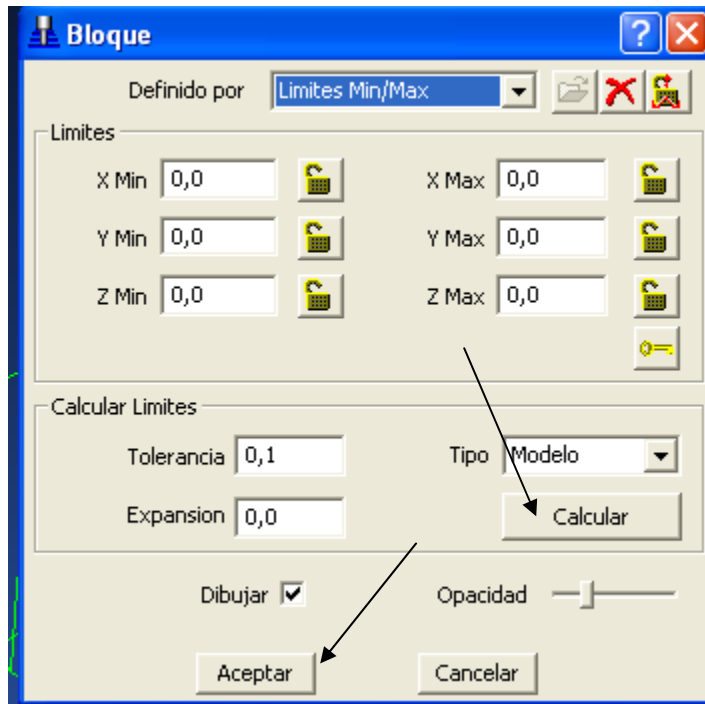 Bloque
Definido por Limites Min/Max
Limites
X Min 0,0 X Max 0,0
Y Min 0,0 Y Max 0,0
Z Min 0,0 Z Max 0,0
Calcular Limites
Tolerancia 0,1 Tipo Modelo
Expansion 0,0 Calcular
Dibujar Opacidad
Aceptar Cancelar